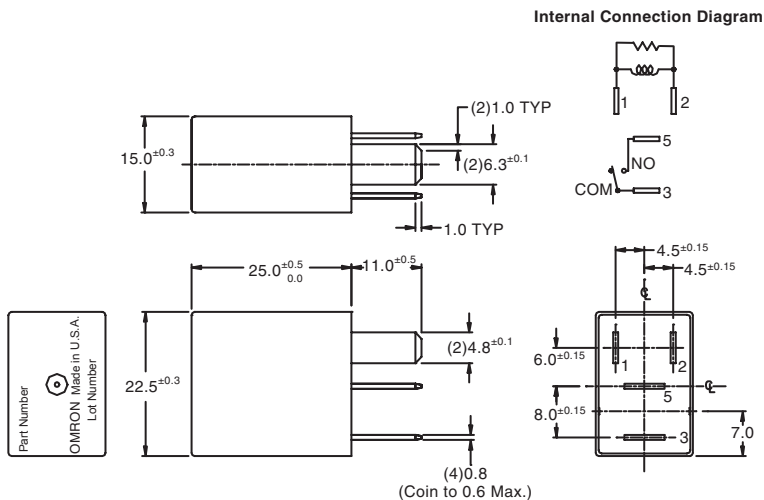 Internal Connection Diagram
1
2
5
NO
COM
3
(2)1.0 TYP
15.0±0.3
(2)6.3±0.1
1.0 TYP
25.0±0.5
0.0
11.0±0.5
4.5±0.15
4.5±0.15
℄
Part Number
OMRON Made in U.S.A.
Lot Number
22.5±0.3
(2)4.8±0.1
6.0±0.15
1
2
5
℄
8.0±0.15
3
7.0
(4)0.8
(Coin to 0.6 Max.)